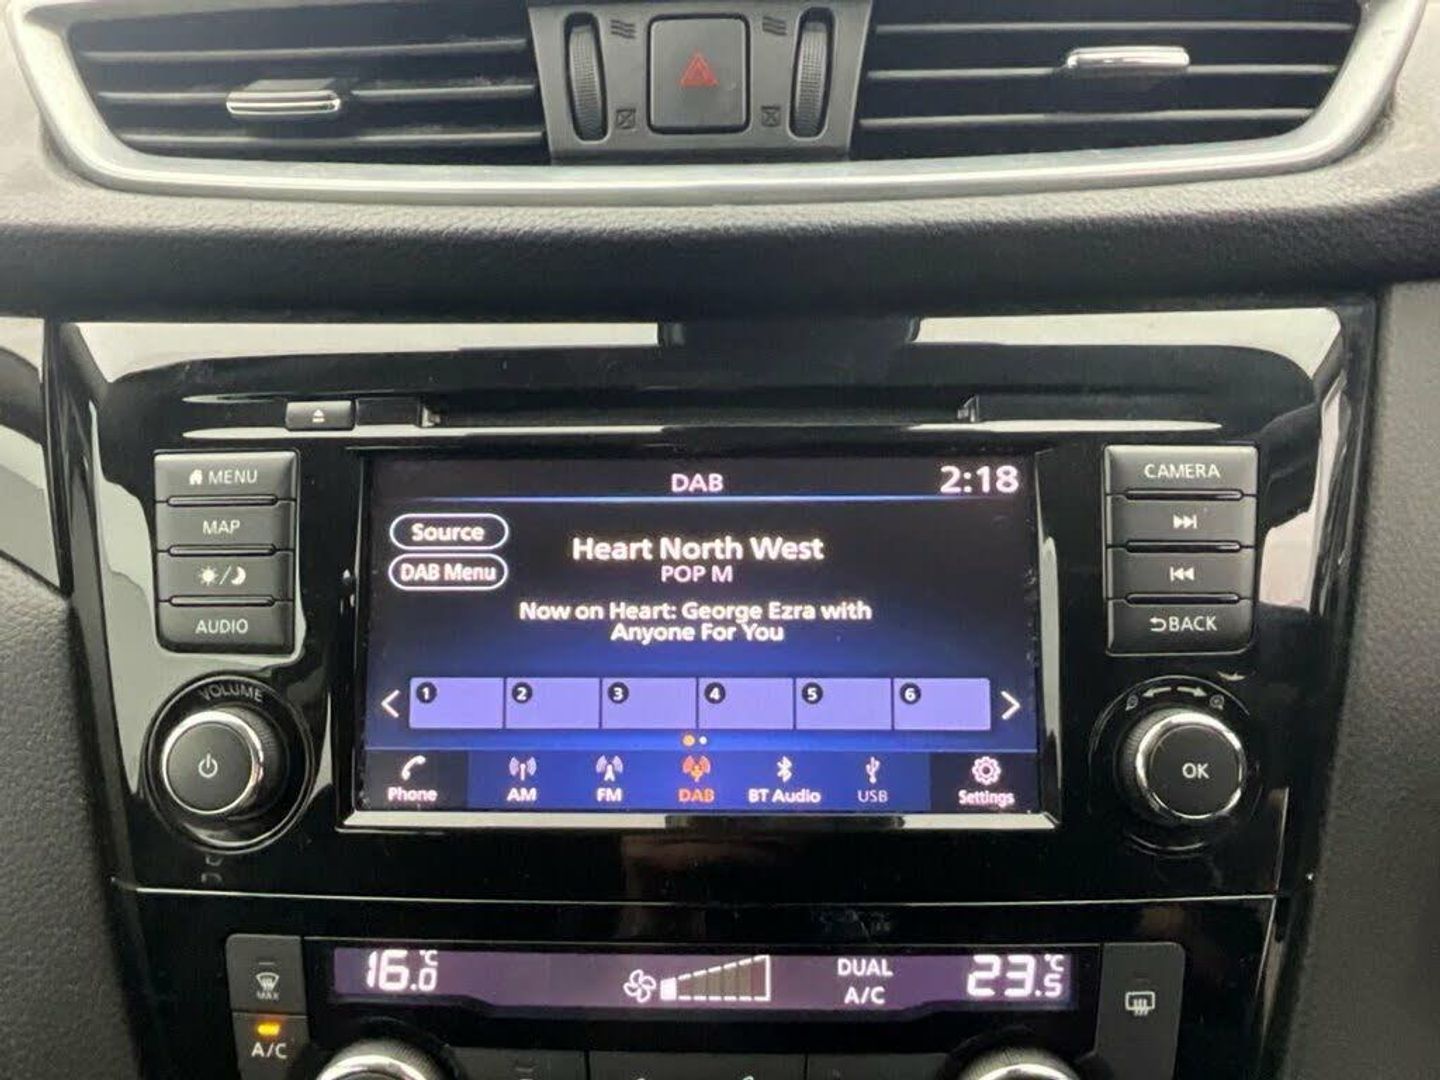 DAB
2:18
MENU
MAP
AUDIO
VOLUME
Source
DAB Menu
Heart North West
POP M
Now on Heart: George Ezra with
Anyone For You
1 2 3 4 5 6
Phone
AM
FM
DAB
BT Audio
USB
Settings
CAMERA
BACK
OK
MAX
A/C
16.0°C
DUAL
A/C
23.5°C